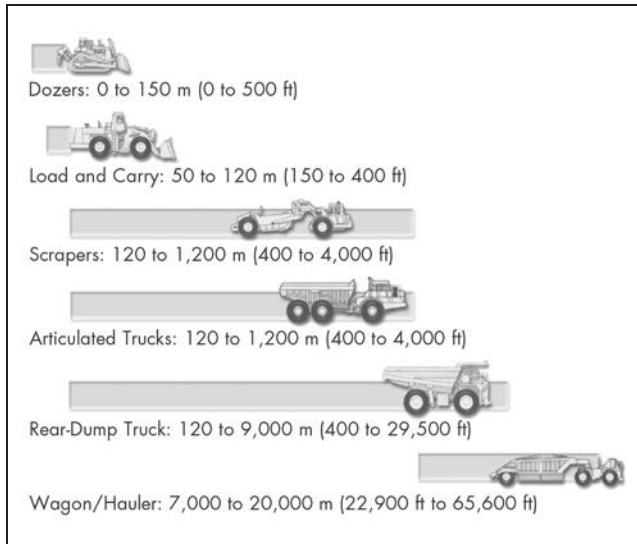 Dozers: 0 to 150 m (0 to 500 ft)
Load and Carry: 50 to 120 m (150 to 400 ft)
Scrapers: 120 to 1,200 m (400 to 4,000 ft)
Articulated Trucks: 120 to 1,200 m (400 to 4,000 ft)
Rear-Dump Truck: 120 to 9,000 m (400 to 29,500 ft)
Wagon/Hauler: 7,000 to 20,000 m (22,900 ft to 65,600 ft)